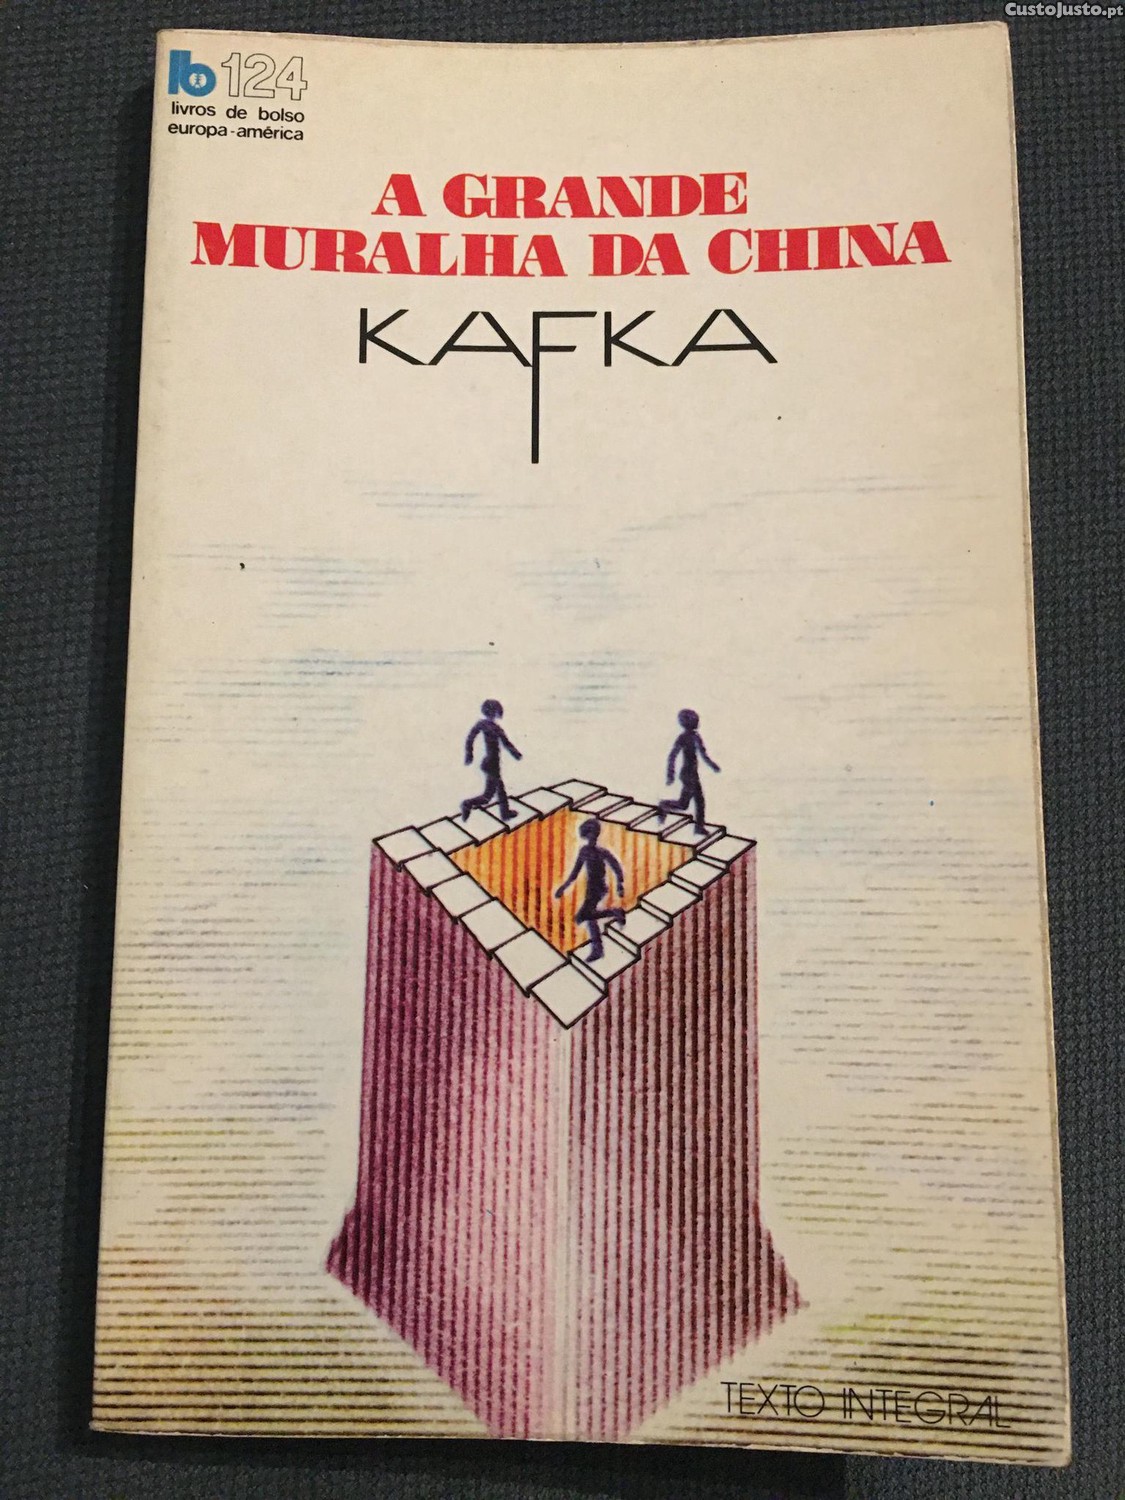 CustoJusto.pt
lb 124
livros de bolso
europa-américa
A GRANDE
MURALHA DA CHINA
KAFKA
TEXTO INTEGRAL